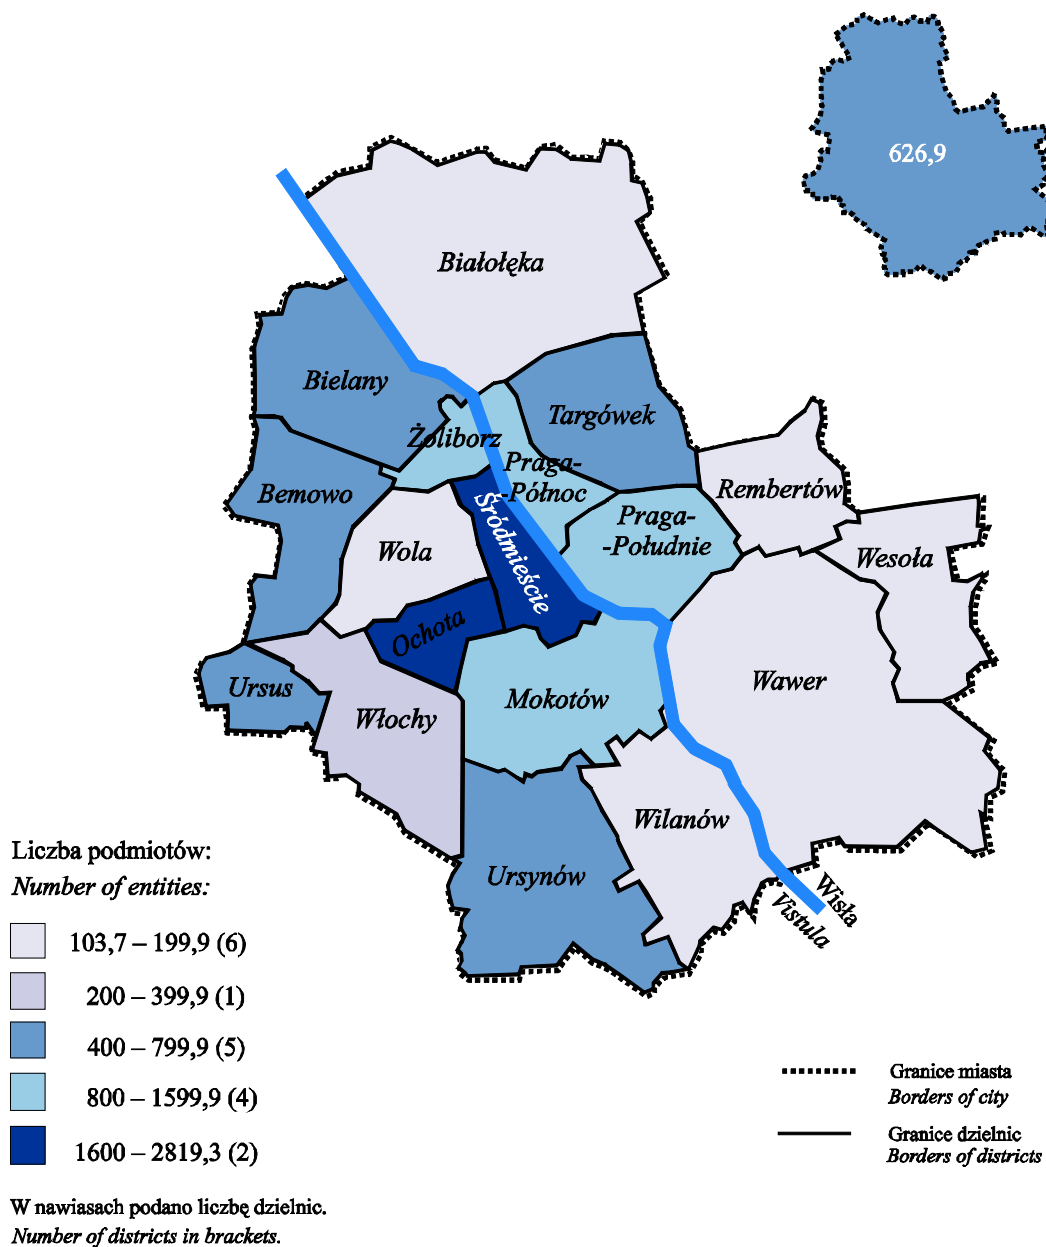 626,9
Białołęka
Bielany
Targówek
Żoliborz
Praga-
-Północ
Bemowo
Rembertów
Śródmieście
Praga-
-Południe
Wola
Wesoła
Ochota
Ursus
Włochy
Mokotów
Wawer
Wilanów
Ursynów
Wisła
Vistula
Liczba podmiotów:
Number of entities:
103,7 – 199,9 (6)
200 – 399,9 (1)
400 – 799,9 (5)
800 – 1599,9 (4)
1600 – 2819,3 (2)
W nawiasach podano liczbę dzielnic.
Number of districts in brackets.
Granice miasta
Borders of city
Granice dzielnic
Borders of districts